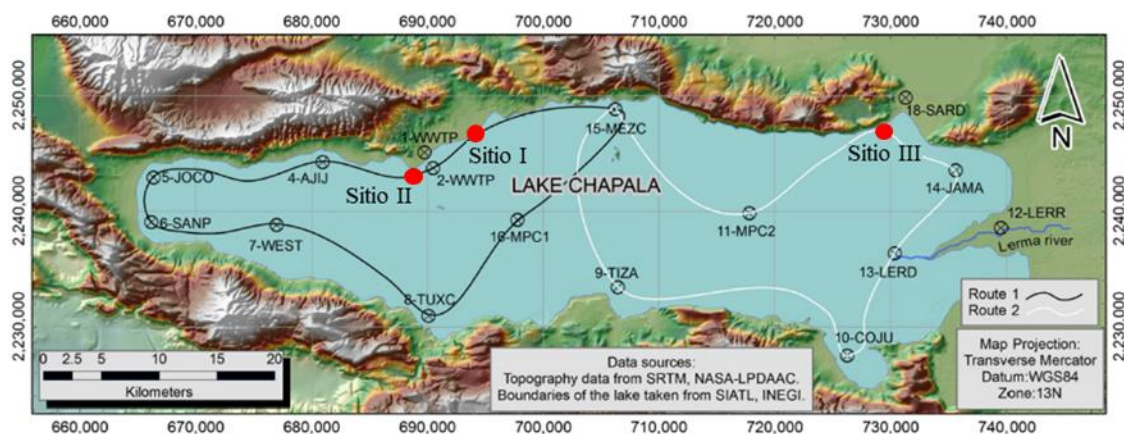 660,000 670,000 680,000 690,000 700,000 710,000 720,000 730,000 740,000
2,250,000
2,240,000
2,230,000
2,250,000
2,240,000
2,230,000
N
18-SARD
15-MEZC
1-WWTP
Sitio I
Sitio III
2-WWTP
4-AJIJ
5-JOCO
Sitio II
LAKE CHAPALA
14-JAMA
6-SANP
7-WEST
16-MPC1
11-MPC2
12-LERR
Lerma river
13-LERD
9-TIZA
8-TUXC
10-COJU
Route 1
Route 2
Map Projection:
Transverse Mercator
Datum:WGS84
Zone:13N
0 2.5 5 10 15 20
Kilometers
Data sources:
Topography data from SRTM, NASA-LPDAAC.
Boundaries of the lake taken from SIATL, INEGI.
660,000 670,000 680,000 690,000 700,000 710,000 720,000 730,000 740,000